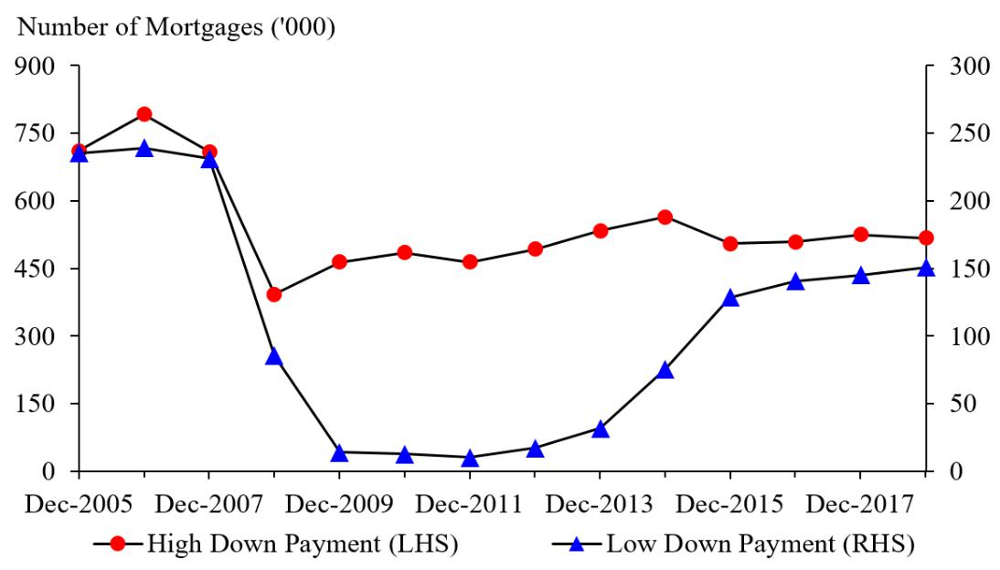 Number of Mortgages ('000)
900 300
750 250
600 200
450 150
300 100
150 50
0 0
Dec-2005 Dec-2007 Dec-2009 Dec-2011 Dec-2013 Dec-2015 Dec-2017
High Down Payment (LHS) Low Down Payment (RHS)